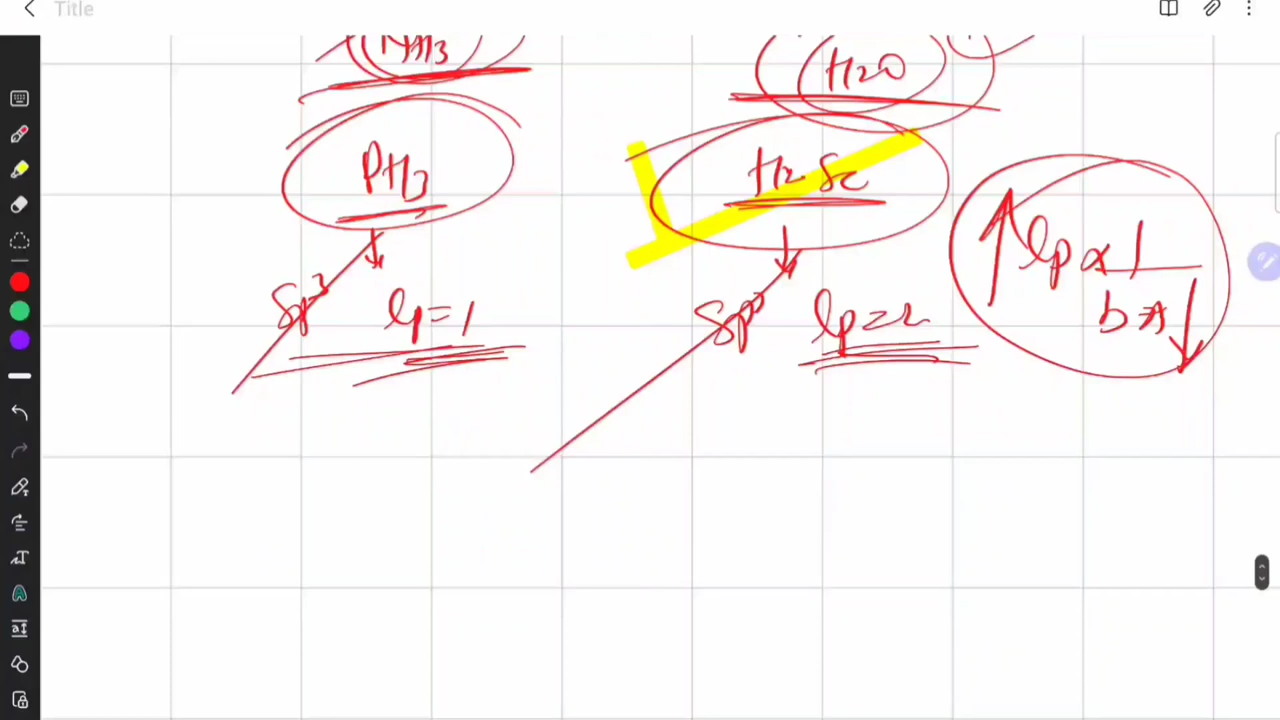 Title
NH3
H2O
PH3
H2Se
sp3
lp=1
sp3
lp=2
lp ∝ 1